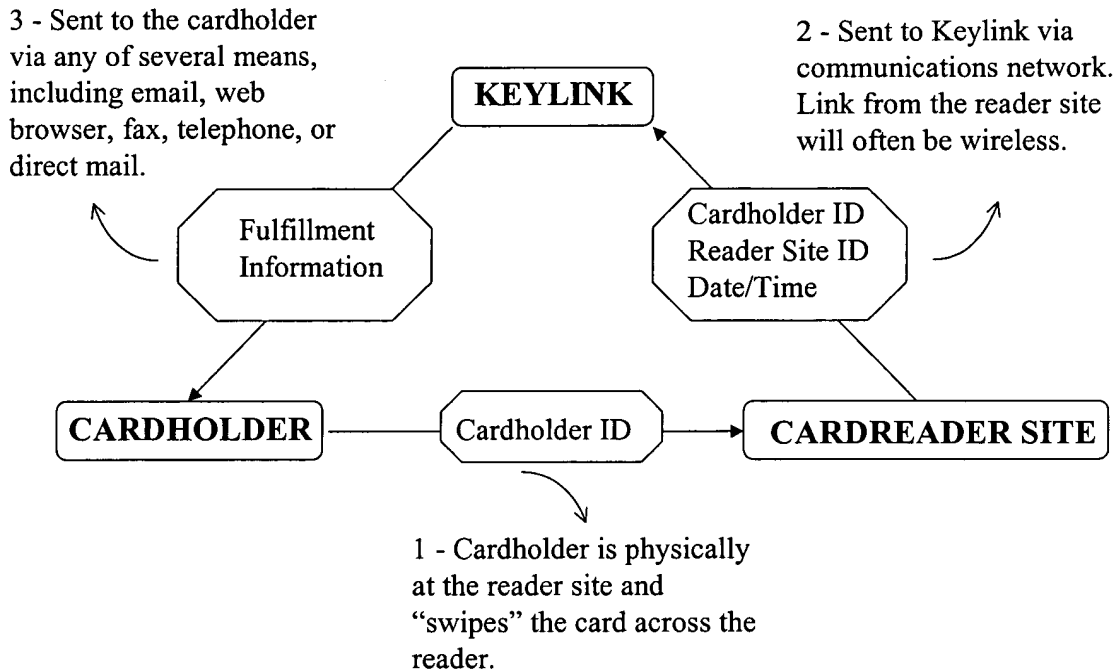 3 - Sent to the cardholder
via any of several means,
including email, web
browser, fax, telephone, or
direct mail.
KEYLINK
2 - Sent to Keylink via
communications network.
Link from the reader site
will often be wireless.
Fulfillment
Information
Cardholder ID
Reader Site ID
Date/Time
CARDHOLDER
Cardholder ID
CARDREADER SITE
1 - Cardholder is physically
at the reader site and
“swipes” the card across the
reader.